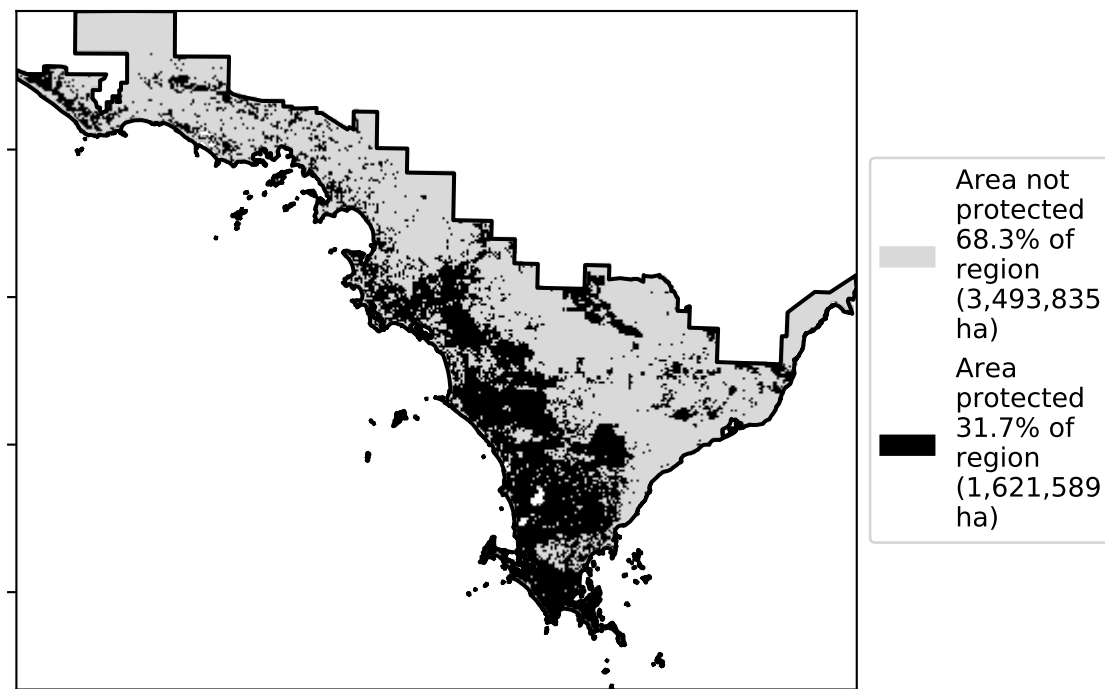 Area not
protected
68.3% of
region
(3,493,835
ha)
Area
protected
31.7% of
region
(1,621,589
ha)